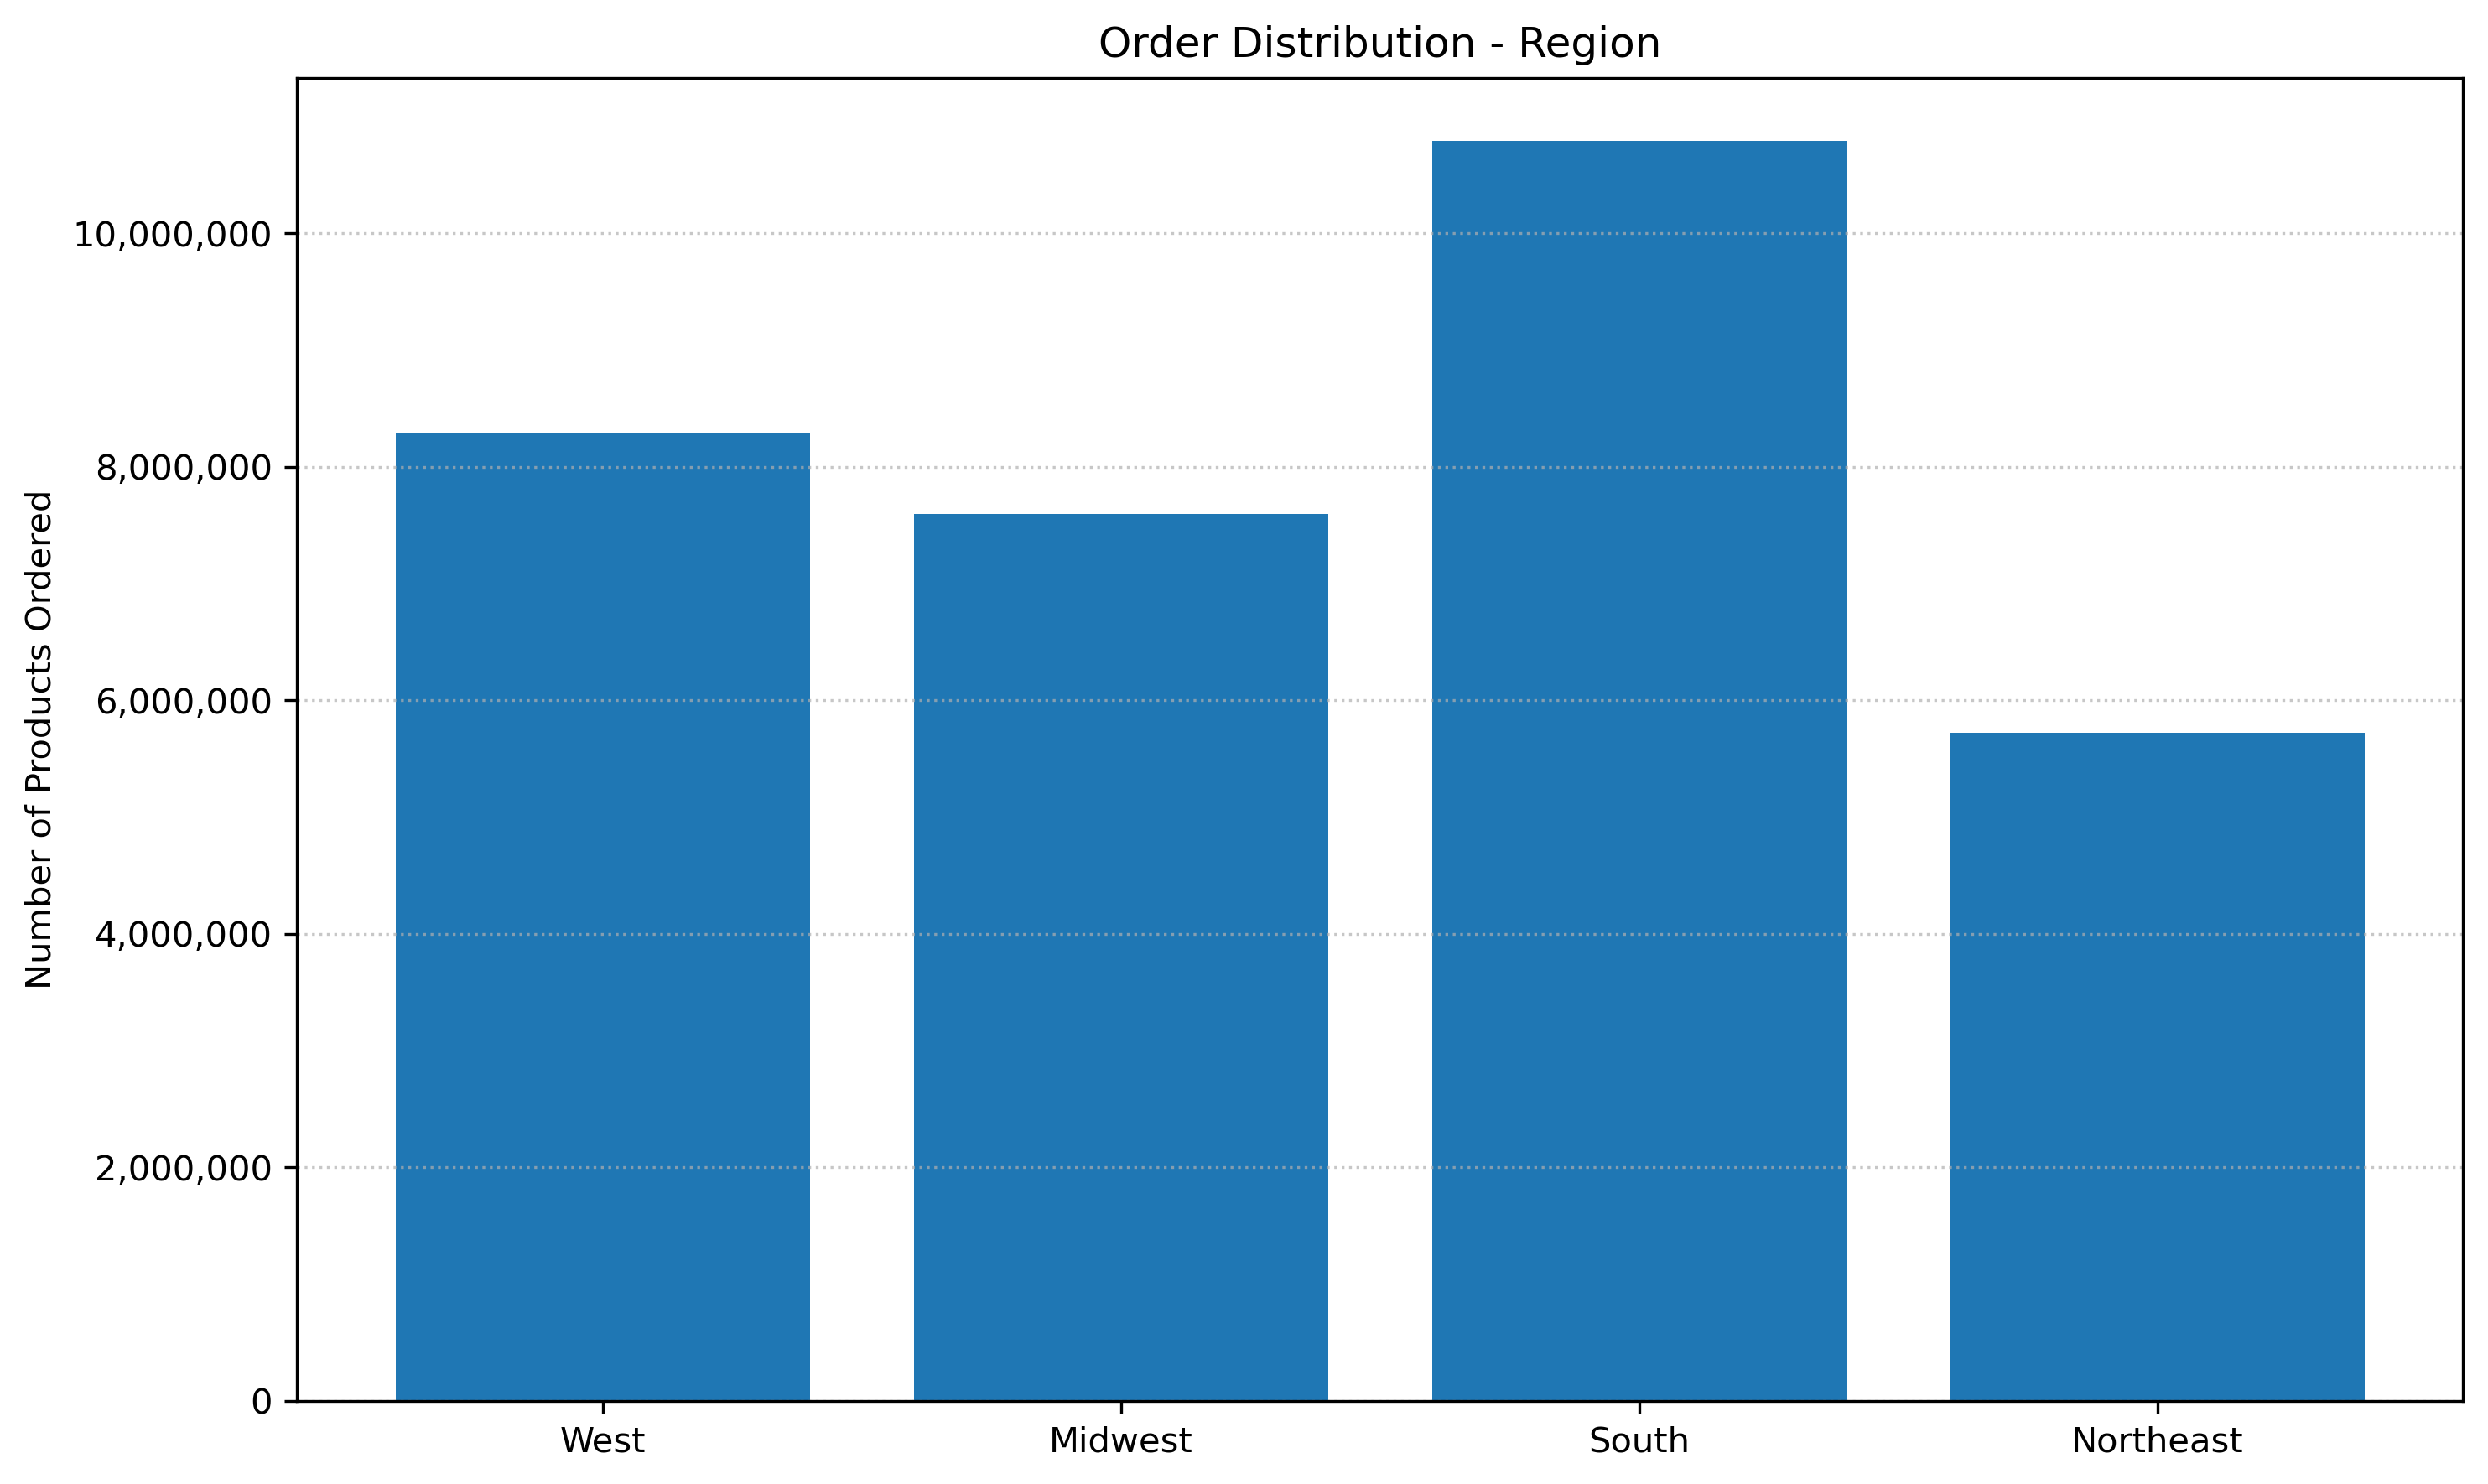 Order Distribution - Region
Number of Products Ordered
10,000,000
8,000,000
6,000,000
4,000,000
2,000,000
0
West Midwest South Northeast